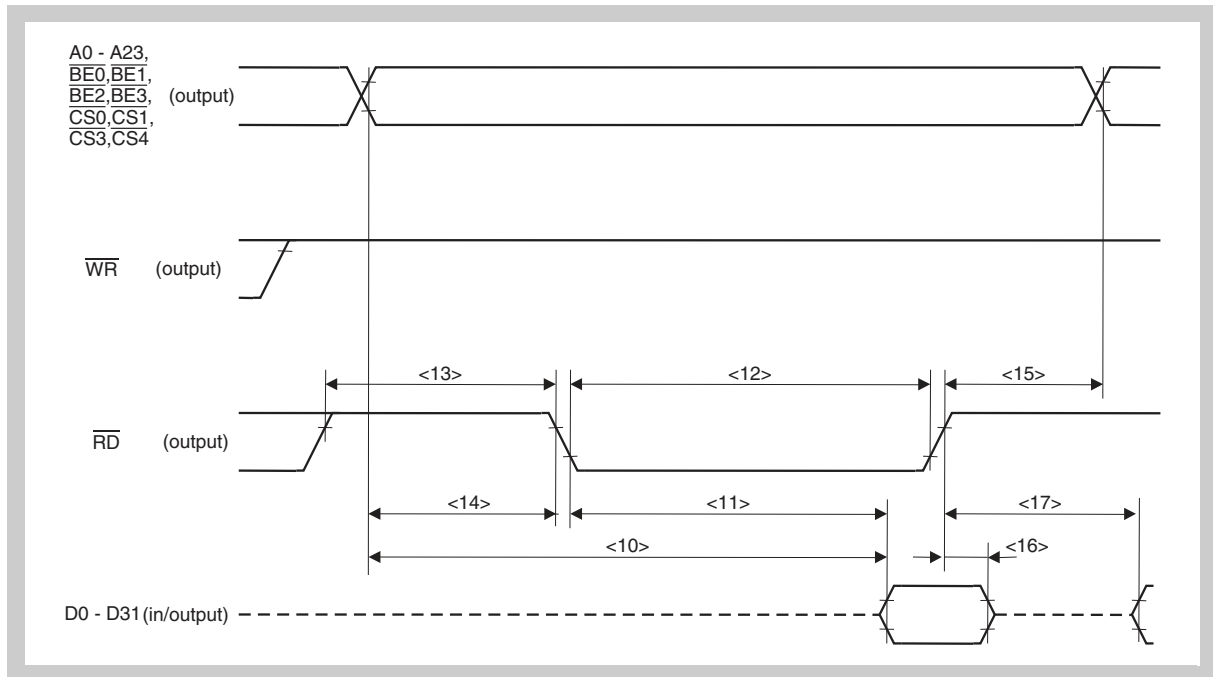 A0 - A23,
BE0,BE1,
BE2,BE3, (output)
CS0,CS1,
CS3,CS4
WR (output)
<13> <12> <15>
RD (output)
<14> <11> <17>
<10> <16>
D0 - D31(in/output)